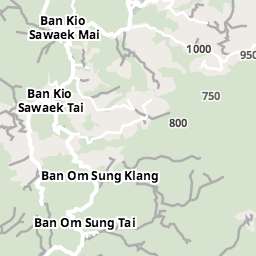 Ban Kio
Sawaek Mai
1000
950
Ban Kio
Sawaek Tai
750
800
Ban Om Sung Klang
Ban Om Sung Tai